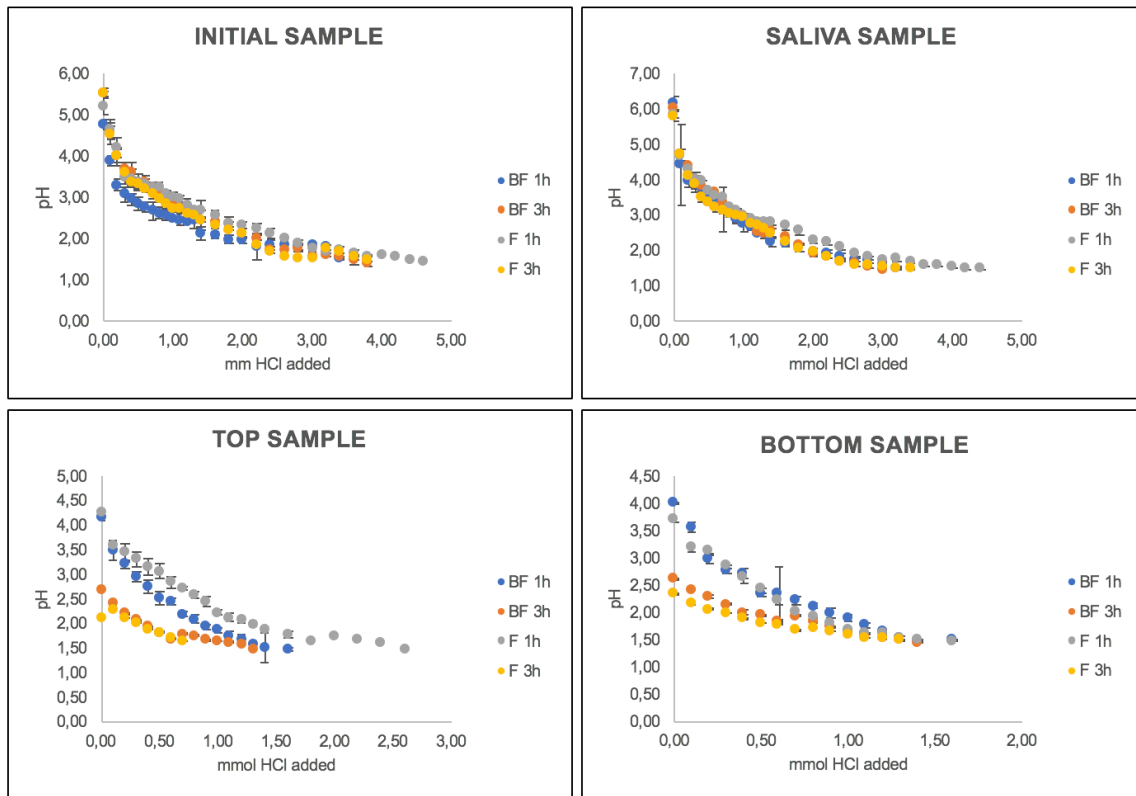 INITIAL SAMPLE
6,00
5,00
4,00
3,00
2,00
1,00
0,00
pH
0,00 1,00 2,00 3,00 4,00 5,00
mm HCl added
BF 1h
BF 3h
F 1h
F 3h
SALIVA SAMPLE
7,00
6,00
5,00
4,00
3,00
2,00
1,00
0,00
pH
0,00 1,00 2,00 3,00 4,00 5,00
mmol HCl added
BF 1h
BF 3h
F 1h
F 3h
TOP SAMPLE
5,00
4,50
4,00
3,50
3,00
2,50
2,00
1,50
1,00
0,50
0,00
pH
0,00 0,50 1,00 1,50 2,00 2,50 3,00
mmol HCl added
BF 1h
BF 3h
F 1h
F 3h
BOTTOM SAMPLE
4,50
4,00
3,50
3,00
2,50
2,00
1,50
1,00
0,50
0,00
pH
0,00 0,50 1,00 1,50 2,00
mmol HCl added
BF 1h
BF 3h
F 1h
F 3h